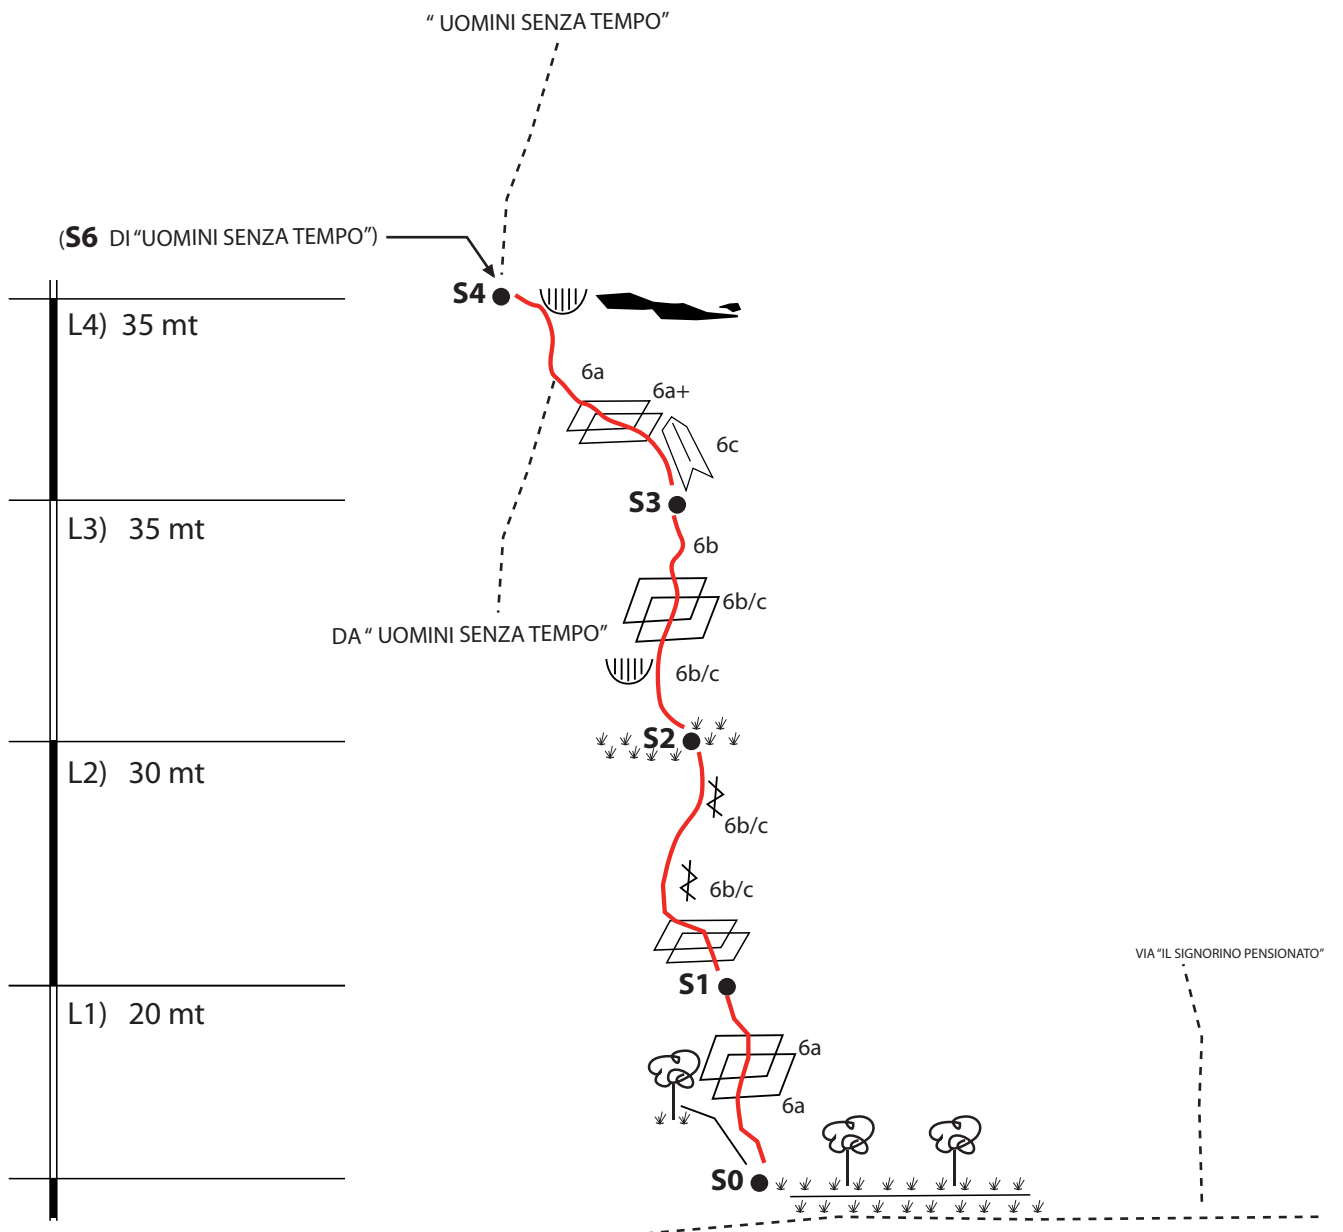 “ UOMINI SENZA TEMPO”
(S6 DI “UOMINI SENZA TEMPO”)
S4
L4) 35 mt
6a
6a+
6c
S3
L3) 35 mt
6b
6b/c
DA “ UOMINI SENZA TEMPO”
6b/c
S2
L2) 30 mt
6b/c
6b/c
VIA “IL SIGNORINO PENSIONATO”
S1
L1) 20 mt
6a
6a
S0